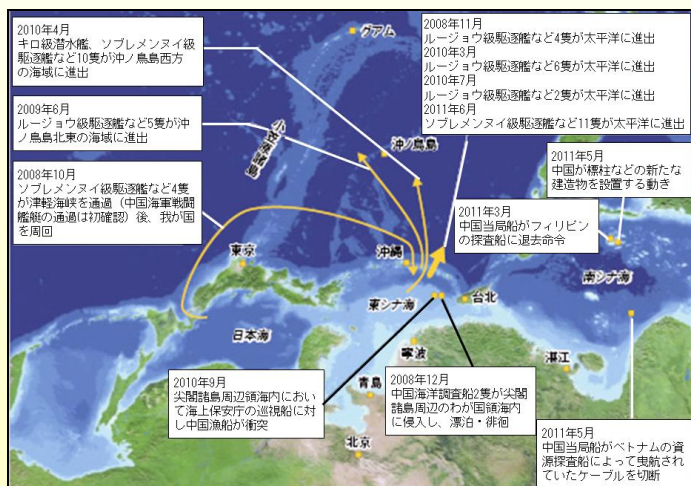 2010年4月
キロ級潜水艦、ソブレメンヌイ級
駆逐艦など10隻が沖ノ鳥島西方
の海域に進出
2009年6月
ルージョウ級駆逐艦など5隻が沖
ノ鳥島北東の海域に進出
2008年10月
ソブレメンヌイ級駆逐艦など4隻
が津軽海峡を通過（中国海軍戦闘
艦艇の通過は初確認）後、我が国
を周回
グアム
小笠原諸島
沖ノ鳥島
2008年11月
ルージョウ級駆逐艦など4隻が太平洋に進出
2010年3月
ルージョウ級駆逐艦など6隻が太平洋に進出
2010年7月
ルージョウ級駆逐艦など2隻が太平洋に進出
2011年6月
ソブレメンヌイ級駆逐艦など11隻が太平洋に進出
2011年5月
中国が標柱などの新たな
建造物を設置する動き
2011年3月
中国当局船がフィリピン
の探査船に退去命令
東京
沖縄
日本海
東シナ海
台北
南シナ海
寧波
湛江
青島
北京
2010年9月
尖閣諸島周辺領海内におい
て海上保安庁の巡視船に対
し中国漁船が衝突
2008年12月
中国海洋調査船2隻が尖閣
諸島周辺のわが国領海内
に侵入し、漂泊・徘徊
2011年5月
中国当局船がベトナムの資
源探査船によって曳航され
ていたケーブルを切断